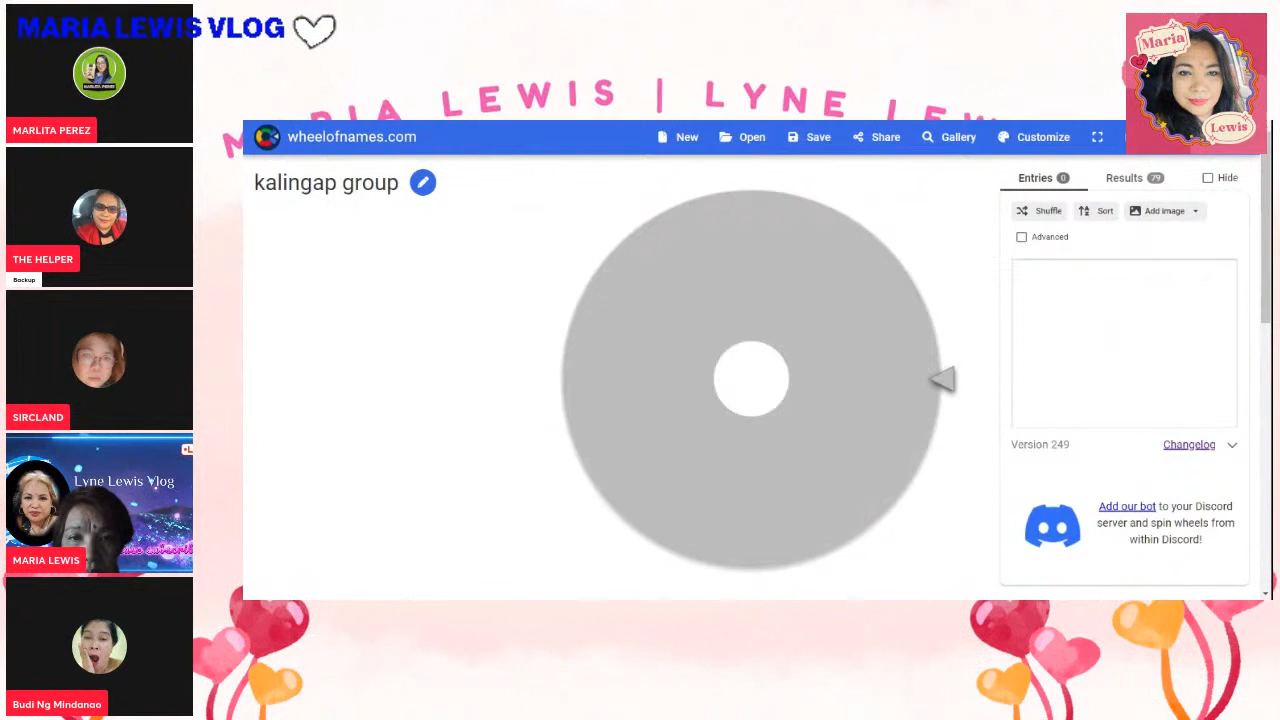 MARIA LEWIS VLOG
MARIA LEWIS | LYNE LEW
Maria
Lewis
MARLITA PEREZ
THE HELPER
Backup
SIRCLAND
Lyne Lewis Vlog
MARIA LEWIS
Budi Ng Mindanao
wheelofnames.com
New
Open
Save
Share
Gallery
Customize
kalingap group
Entries 0
Results 79
Hide
Shuffle
Sort
Add image
Advanced
Version 249
Changelog
Add our bot to your Discord
server and spin wheels from
within Discord!